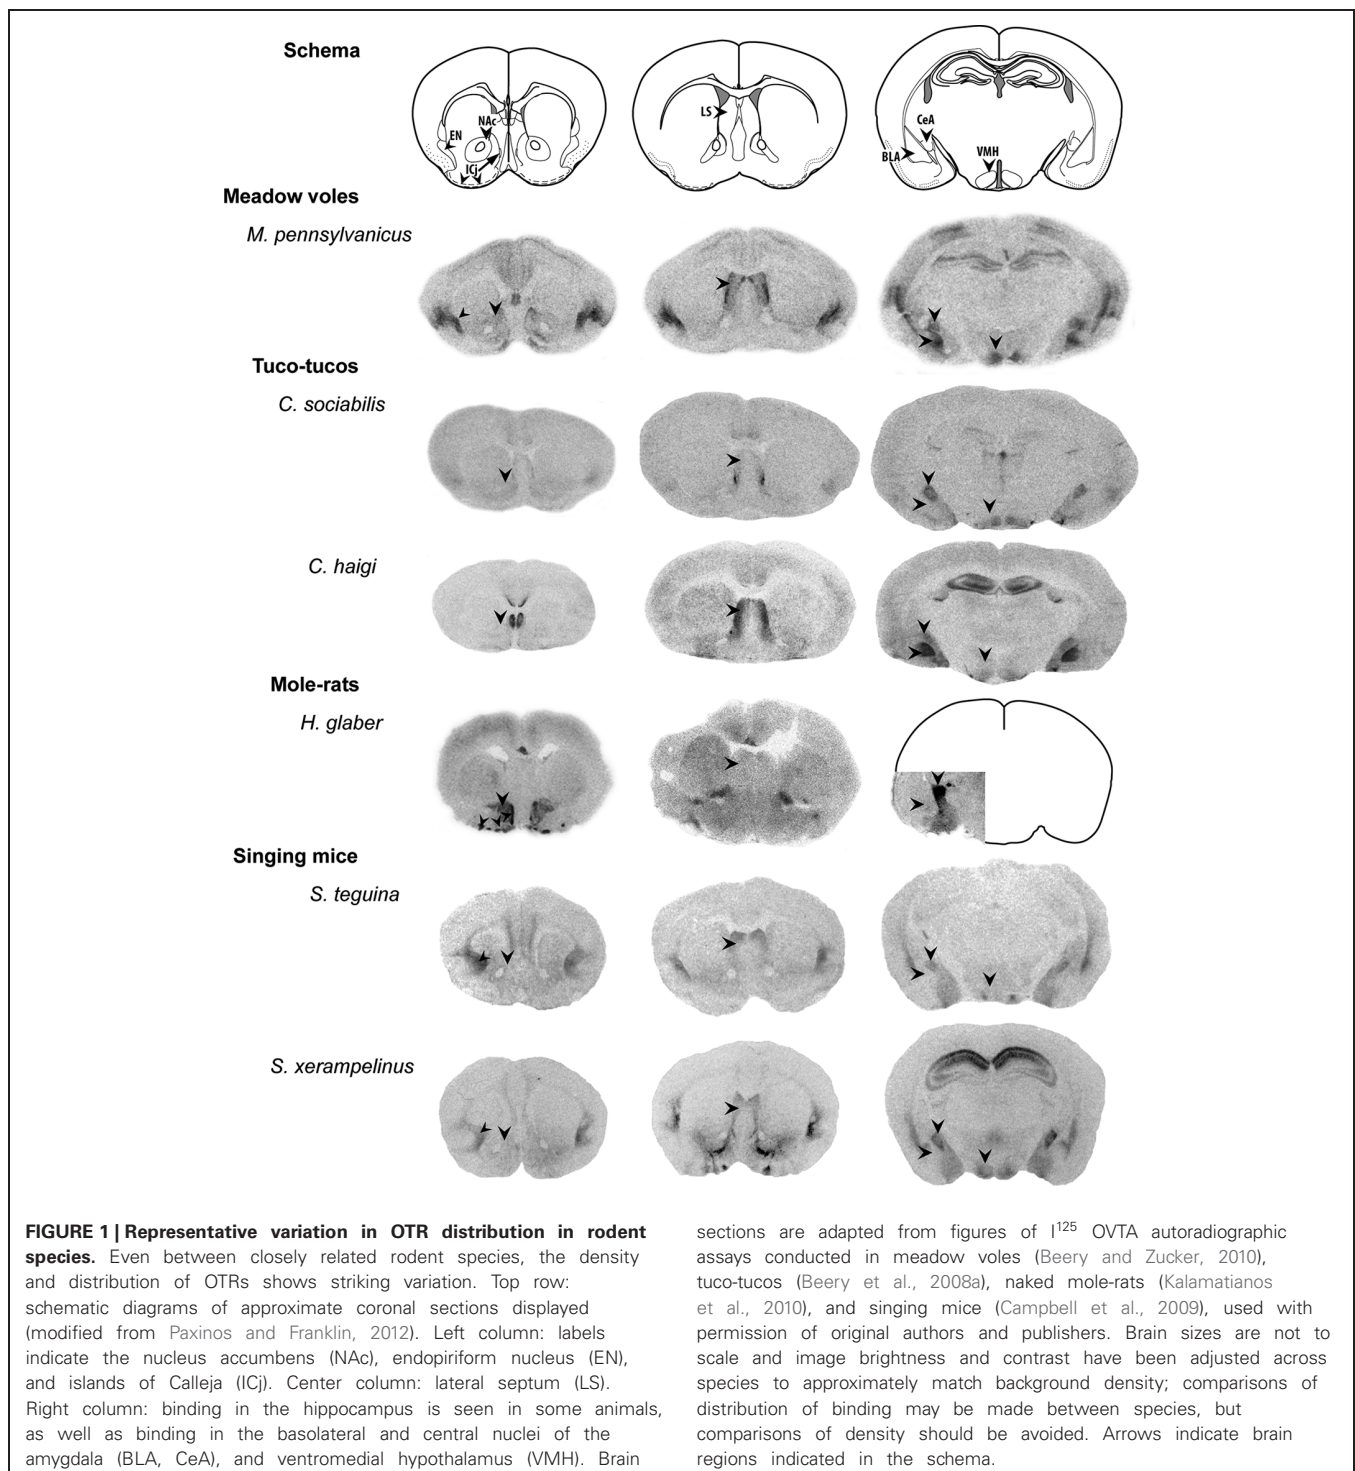 Schema
NAc
EN
ICj
LS
CeA
BLA
VMH
Meadow voles
M. pennsylvanicus
Tuco-tucos
C. sociabilis
C. haigi
Mole-rats
H. glaber
Singing mice
S. teguina
S. xerampelinus
FIGURE 1 | Representative variation in OTR distribution in rodent
species. Even between closely related rodent species, the density
and distribution of OTRs shows striking variation. Top row:
schematic diagrams of approximate coronal sections displayed
(modified from Paxinos and Franklin, 2012). Left column: labels
indicate the nucleus accumbens (NAc), endopiriform nucleus (EN),
and islands of Calleja (ICj). Center column: lateral septum (LS).
Right column: binding in the hippocampus is seen in some animals,
as well as binding in the basolateral and central nuclei of the
amygdala (BLA, CeA), and ventromedial hypothalamus (VMH). Brain
sections are adapted from figures of I¹²⁵ OVTA autoradiographic
assays conducted in meadow voles (Beery and Zucker, 2010),
tuco-tucos (Beery et al., 2008a), naked mole-rats (Kalamatianos
et al., 2010), and singing mice (Campbell et al., 2009), used with
permission of original authors and publishers. Brain sizes are not to
scale and image brightness and contrast have been adjusted across
species to approximately match background density; comparisons of
distribution of binding may be made between species, but
comparisons of density should be avoided. Arrows indicate brain
regions indicated in the schema.